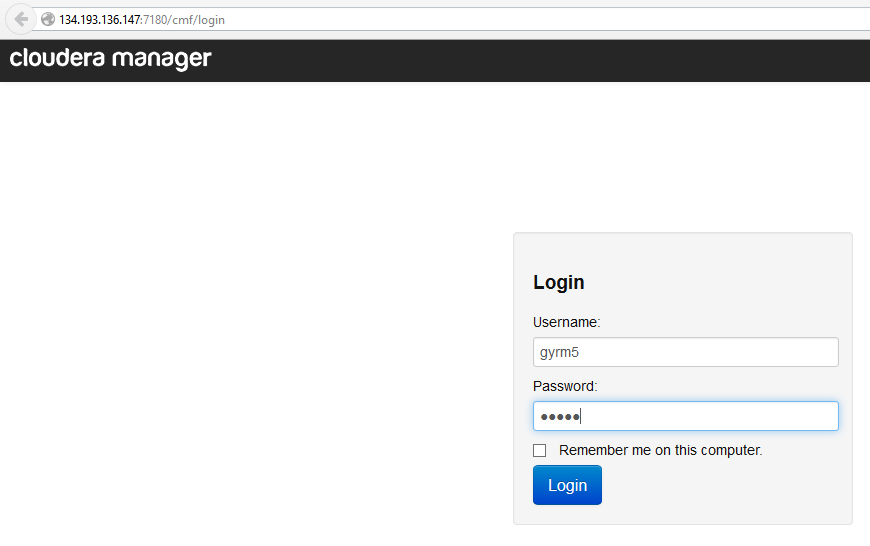 134.193.136.147:7180/cmf/login
cloudera manager
Login
Username:
gyrm5
Password:
●●●●●
Remember me on this computer.
Login